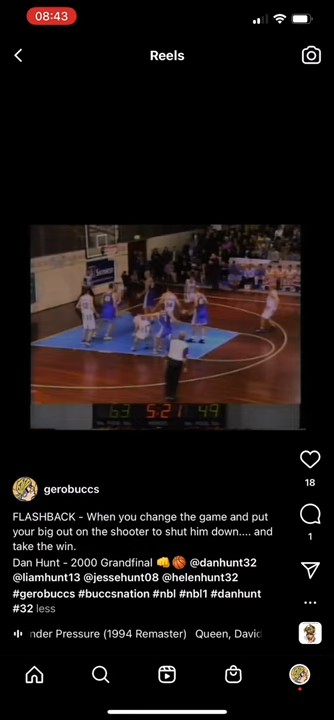 08:43
Reels
63 5:21 49
gerobuccs
FLASHBACK - When you change the game and put
your big out on the shooter to shut him down.... and
take the win.
Dan Hunt - 2000 Grandfinal 👊🏀 @danhunt32
@liamhunt13 @jessehunt08 @helenhunt32
#gerobuccs #buccsnation #nbl #nbl1 #danhunt
#32 less
nder Pressure (1994 Remaster) Queen, David
18
1